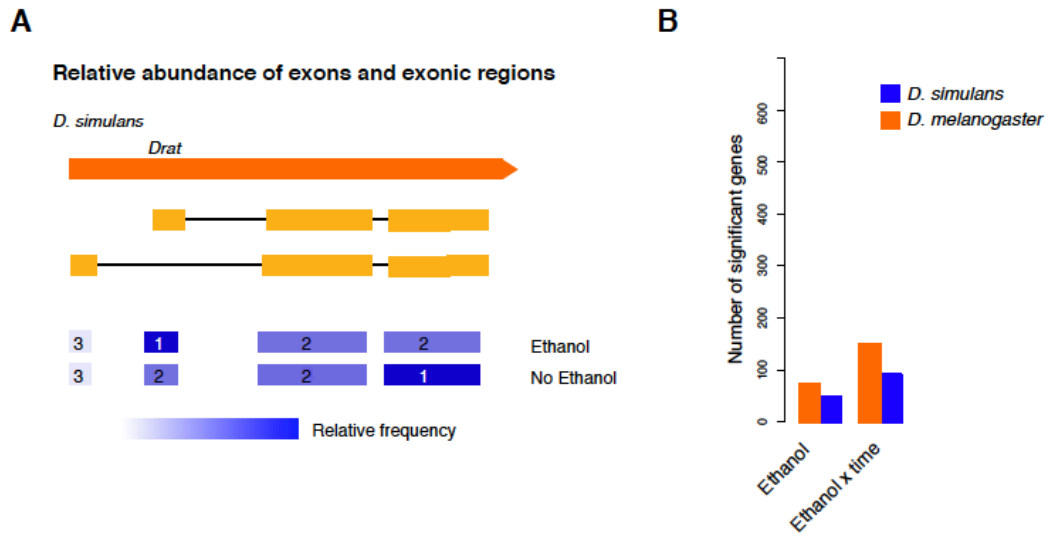 A
Relative abundance of exons and exonic regions
D. simulans
Drat
3 1 2 2 Ethanol
3 2 2 1 No Ethanol
Relative frequency
B
D. simulans
D. melanogaster
Number of significant genes
600
500
400
300
200
100
0
Ethanol
Ethanol x time